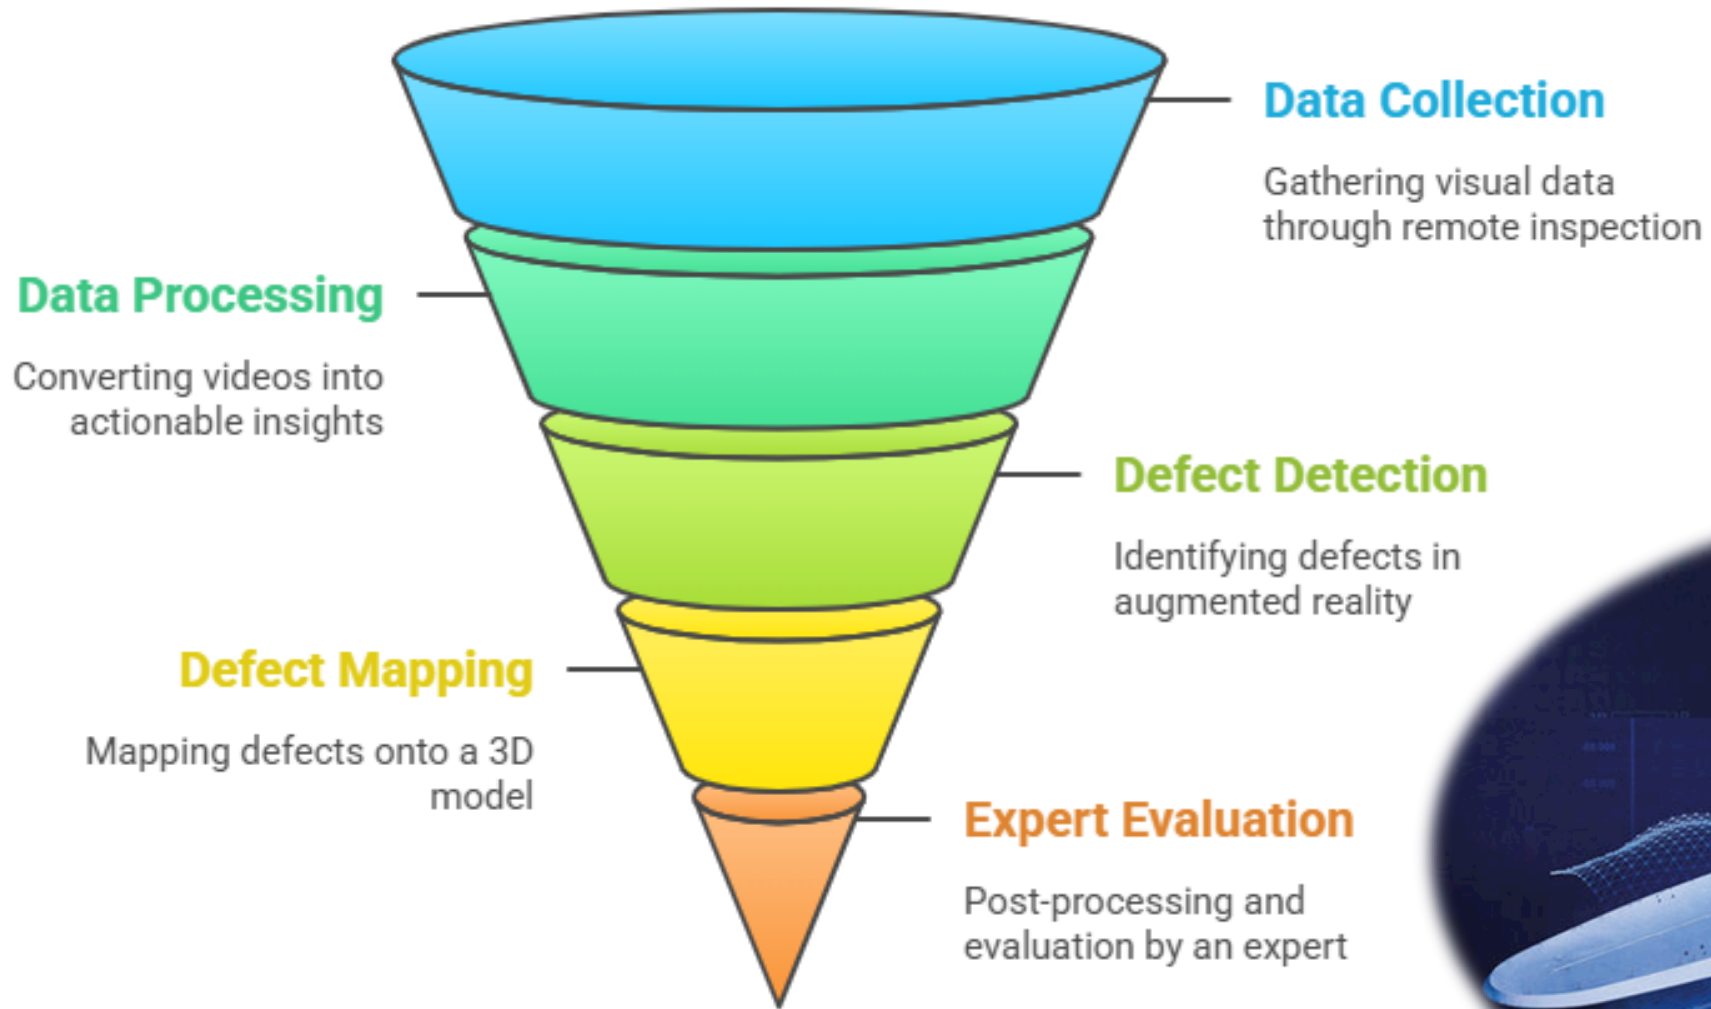 Data Collection
Gathering visual data
through remote inspection
Data Processing
Converting videos into
actionable insights
Defect Detection
Identifying defects in
augmented reality
Defect Mapping
Mapping defects onto a 3D
model
Expert Evaluation
Post-processing and
evaluation by an expert